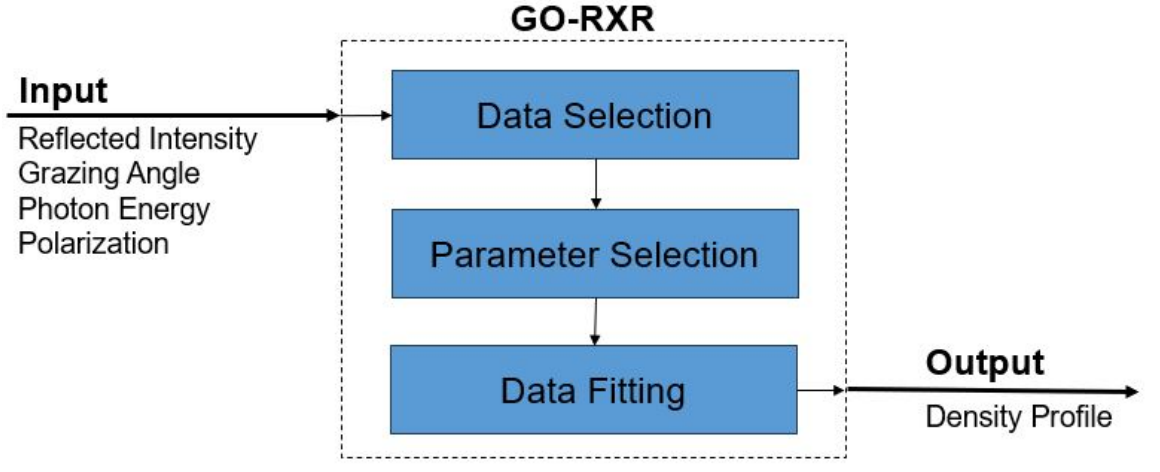 GO-RXR
Input
Reflected Intensity
Grazing Angle
Photon Energy
Polarization
Data Selection
Parameter Selection
Data Fitting
Output
Density Profile